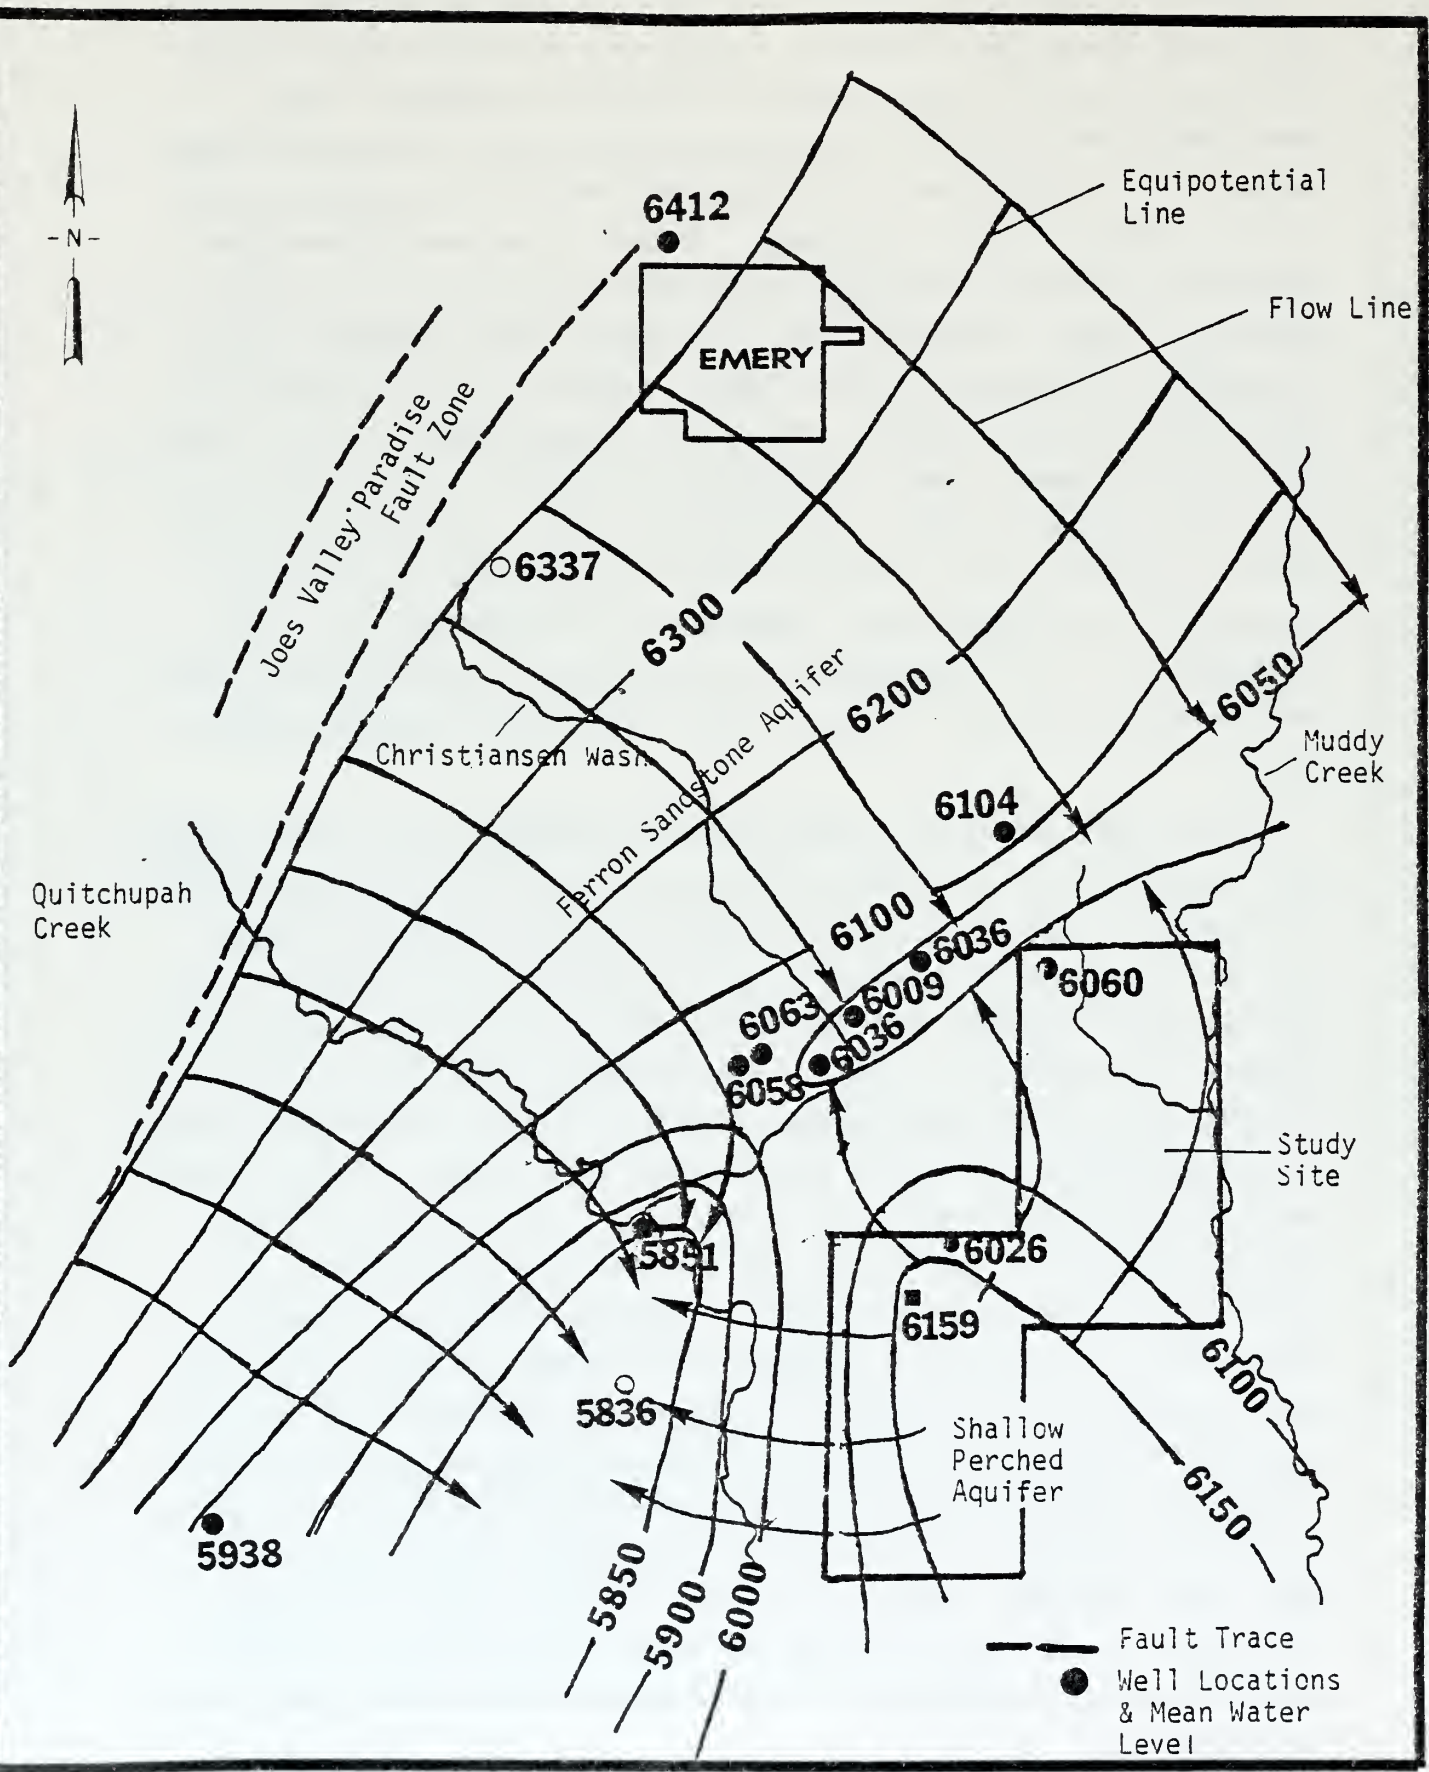 Equipotential
Line
6412
-N-
Flow Line
EMERY
Joes Valley Paradise
Fault Zone
6337
6300
Ferron Sandstone Aquifer
6200
6050
Christiansen Wash
Muddy
Creek
6104
Quitchupah
Creek
6100
6036
6060
6009
6063
6036
6058
Study
Site
6026
5851
6159
6100
5836
Shallow
Perched
Aquifer
6150
5938
5850
5900
6000
Fault Trace
Well Locations
& Mean Water
Level